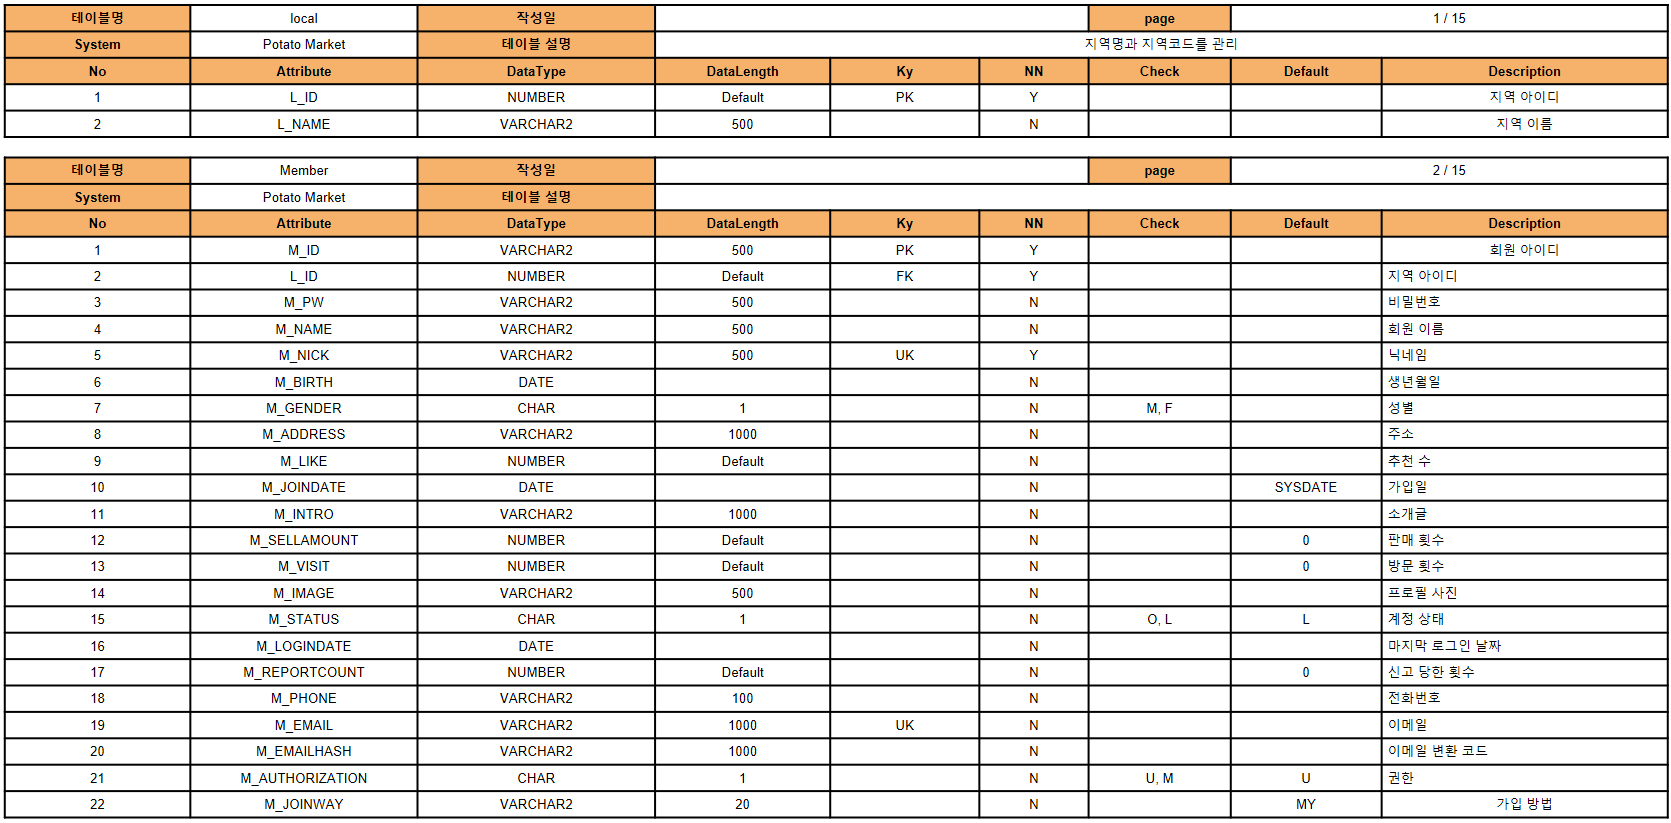 테이블명 local 작성일 page 1 / 15
System Potato Market 테이블 설명 지역명과 지역코드를 관리
No Attribute DataType DataLength Ky NN Check Default Description
1 L_ID NUMBER Default PK Y 지역 아이디
2 L_NAME VARCHAR2 500 N 지역 이름
테이블명 Member 작성일 page 2 / 15
System Potato Market 테이블 설명
No Attribute DataType DataLength Ky NN Check Default Description
1 M_ID VARCHAR2 500 PK Y 회원 아이디
2 L_ID NUMBER Default FK Y 지역 아이디
3 M_PW VARCHAR2 500 N 비밀번호
4 M_NAME VARCHAR2 500 N 회원 이름
5 M_NICK VARCHAR2 500 UK Y 닉네임
6 M_BIRTH DATE N 생년월일
7 M_GENDER CHAR 1 N M, F 성별
8 M_ADDRESS VARCHAR2 1000 N 주소
9 M_LIKE NUMBER Default N 추천 수
10 M_JOINDATE DATE N SYSDATE 가입일
11 M_INTRO VARCHAR2 1000 N 소개글
12 M_SELLAMOUNT NUMBER Default N 0 판매 횟수
13 M_VISIT NUMBER Default N 0 방문 횟수
14 M_IMAGE VARCHAR2 500 N 프로필 사진
15 M_STATUS CHAR 1 N O, L L 계정 상태
16 M_LOGINDATE DATE N 마지막 로그인 날짜
17 M_REPORTCOUNT NUMBER Default N 0 신고 당한 횟수
18 M_PHONE VARCHAR2 100 N 전화번호
19 M_EMAIL VARCHAR2 1000 UK N 이메일
20 M_EMAILHASH VARCHAR2 1000 N 이메일 변환 코드
21 M_AUTHORIZATION CHAR 1 N U, M U 권한
22 M_JOINWAY VARCHAR2 20 N MY 가입 방법